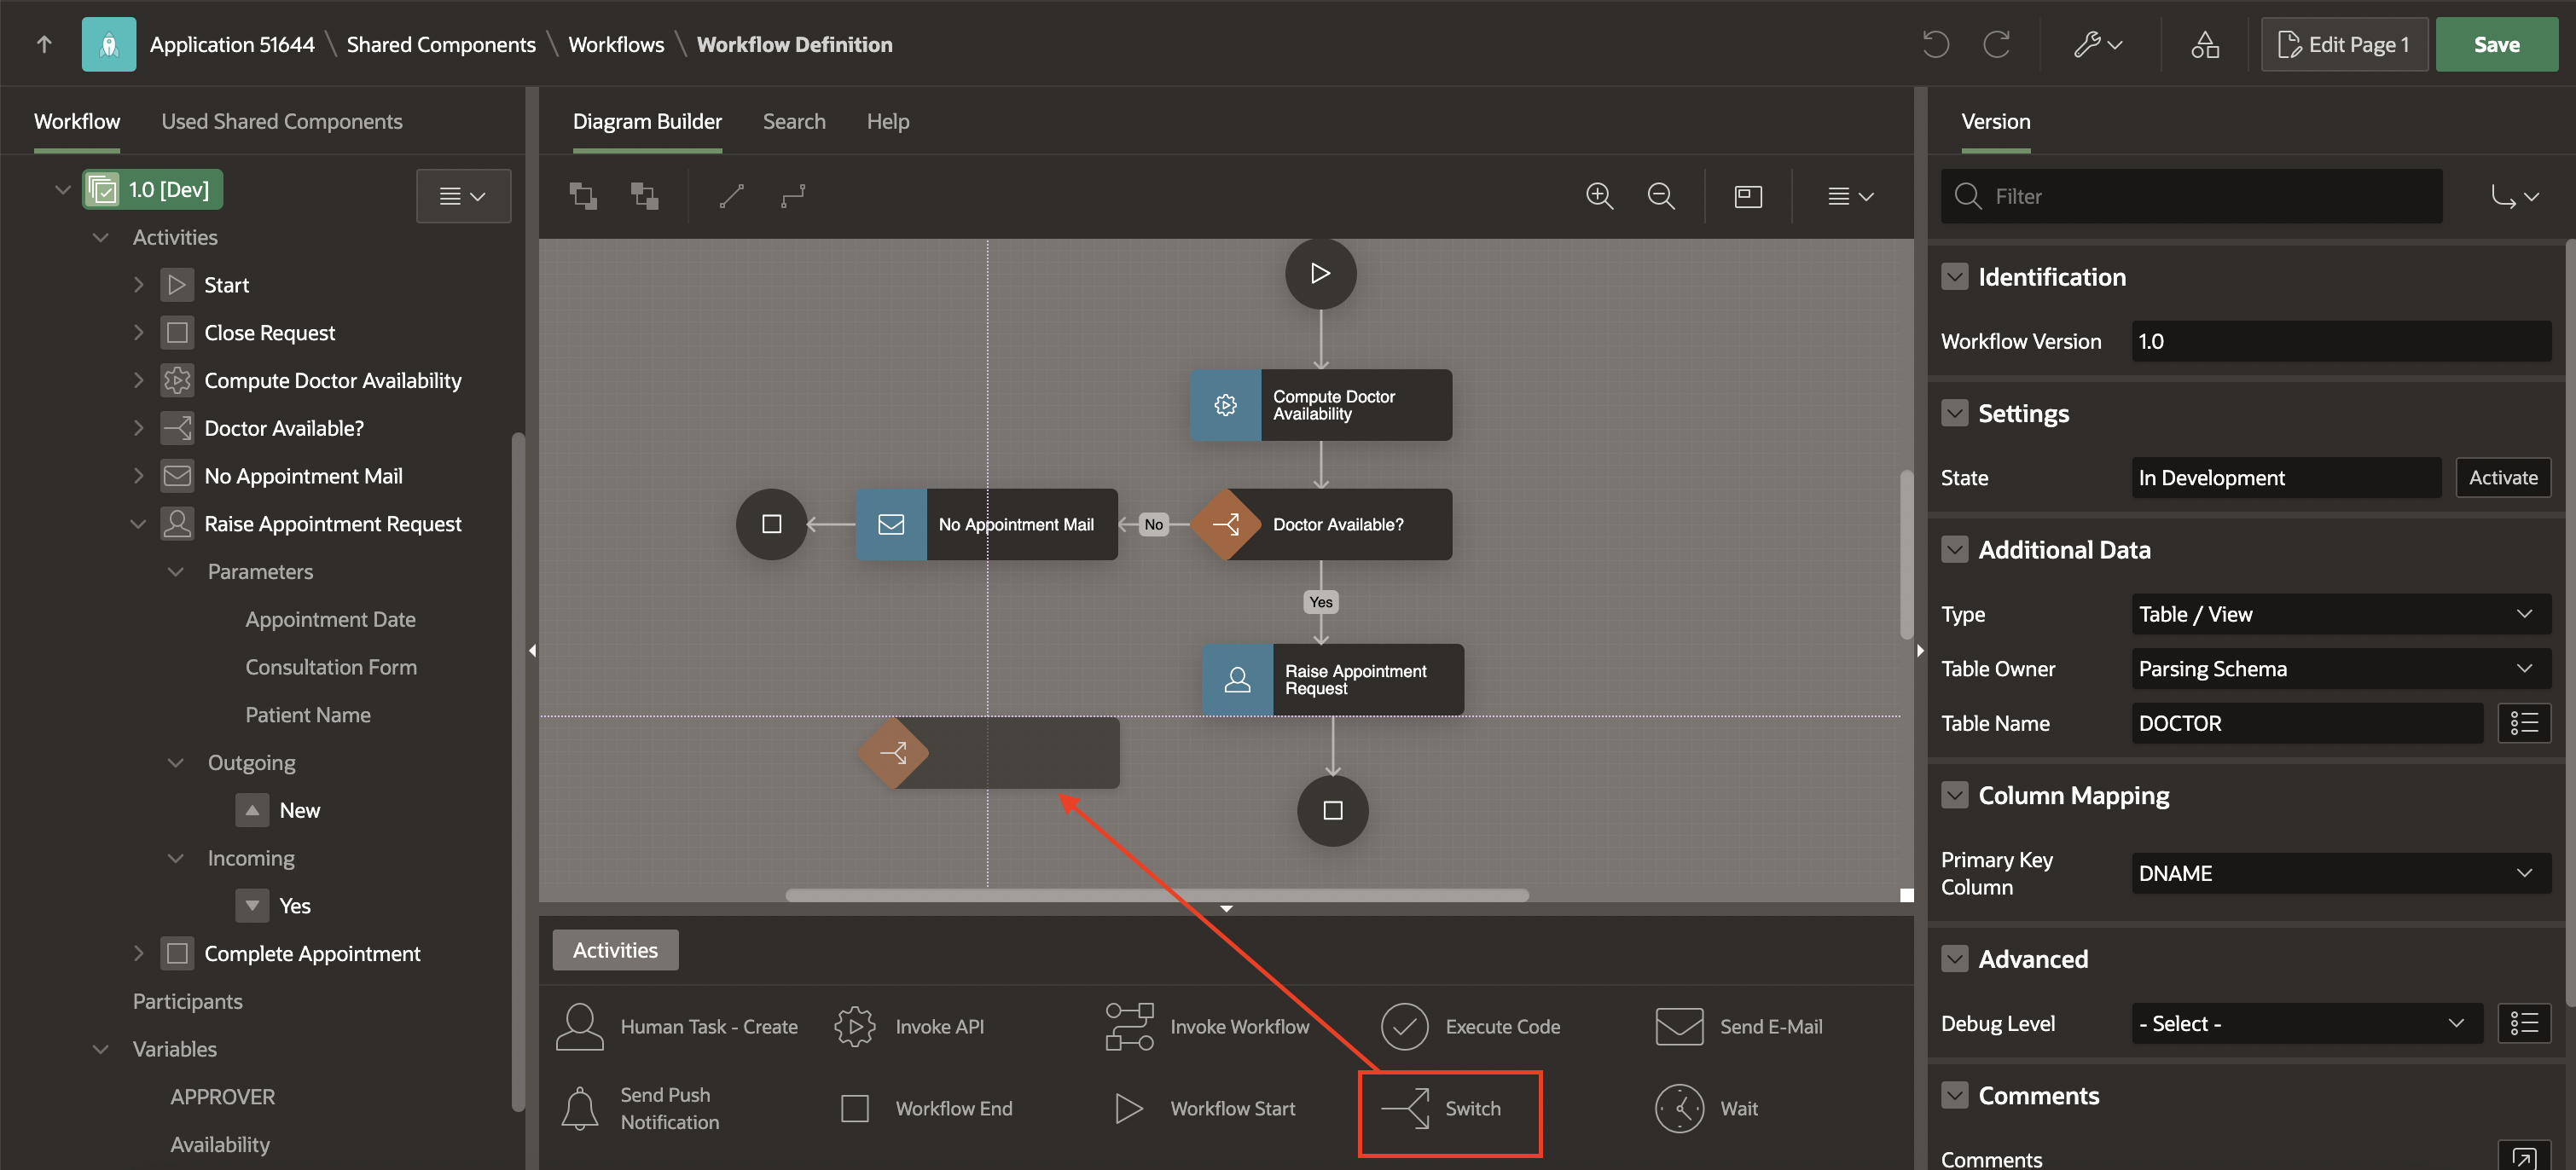 Application 51644 \ Shared Components \ Workflows \ Workflow Definition
Edit Page 1
Save
Workflow
Used Shared Components
1.0 [Dev]
Activities
Start
Close Request
Compute Doctor Availability
Doctor Available?
No Appointment Mail
Raise Appointment Request
Parameters
Appointment Date
Consultation Form
Patient Name
Outgoing
New
Incoming
Yes
Complete Appointment
Participants
Variables
APPROVER
Availability
Diagram Builder
Search
Help
Compute Doctor
Availability
No Appointment Mail
No
Doctor Available?
Yes
Raise Appointment
Request
Activities
Human Task - Create
Invoke API
Invoke Workflow
Execute Code
Send E-Mail
Send Push
Notification
Workflow End
Workflow Start
Switch
Wait
Version
Filter
Identification
Workflow Version
1.0
Settings
State
In Development
Activate
Additional Data
Type
Table / View
Table Owner
Parsing Schema
Table Name
DOCTOR
Column Mapping
Primary Key
Column
DNAME
Advanced
Debug Level
- Select -
Comments
Comments